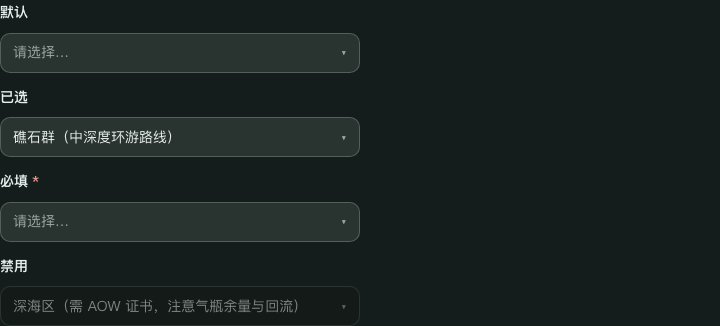 默认
请选择…
已选
礁石群（中深度环游路线）
必填 *
请选择…
禁用
深海区（需 AOW 证书，注意气瓶余量与回流）